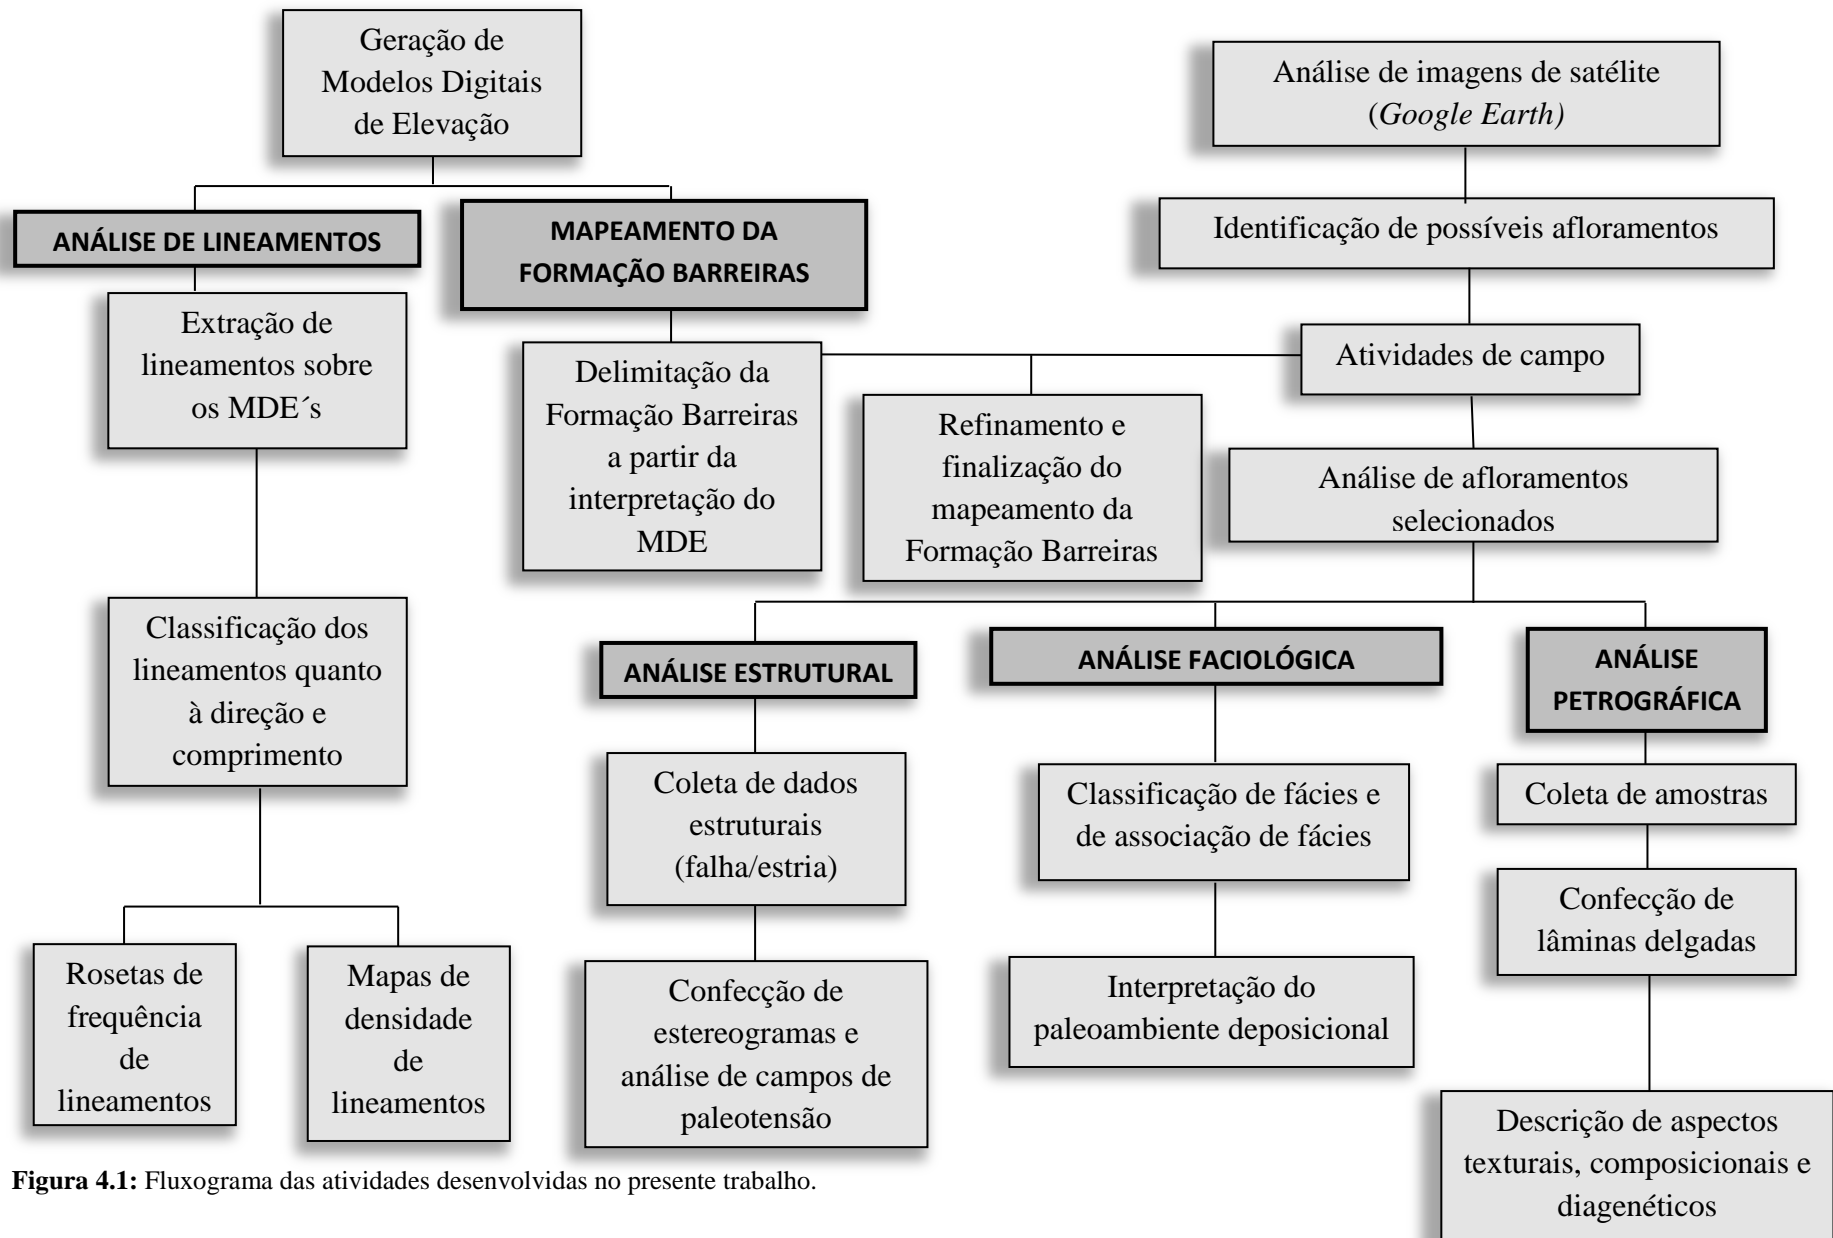 Geração de
Modelos Digitais
de Elevação
Análise de imagens de satélite
(Google Earth)
ANÁLISE DE LINEAMENTOS
MAPEAMENTO DA
FORMAÇÃO BARREIRAS
Identificação de possíveis afloramentos
Extração de
lineamentos sobre
os MDE´s
Delimitação da
Formação Barreiras
a partir da
interpretação do
MDE
Atividades de campo
Refinamento e
finalização do
mapeamento da
Formação Barreiras
Análise de afloramentos
selecionados
Classificação dos
lineamentos quanto
à direção e
comprimento
ANÁLISE ESTRUTURAL
ANÁLISE FACIOLÓGICA
ANÁLISE
PETROGRÁFICA
Coleta de dados
estruturais
(falha/estria)
Classificação de fácies e
de associação de fácies
Coleta de amostras
Confecção de
lâminas delgadas
Rosetas de
frequência
de
lineamentos
Mapas de
densidade
de
lineamentos
Confecção de
estereogramas e
análise de campos de
paleotensão
Interpretação do
paleoambiente deposicional
Descrição de aspectos
texturais, composicionais e
diagenéticos
Figura 4.1: Fluxograma das atividades desenvolvidas no presente trabalho.